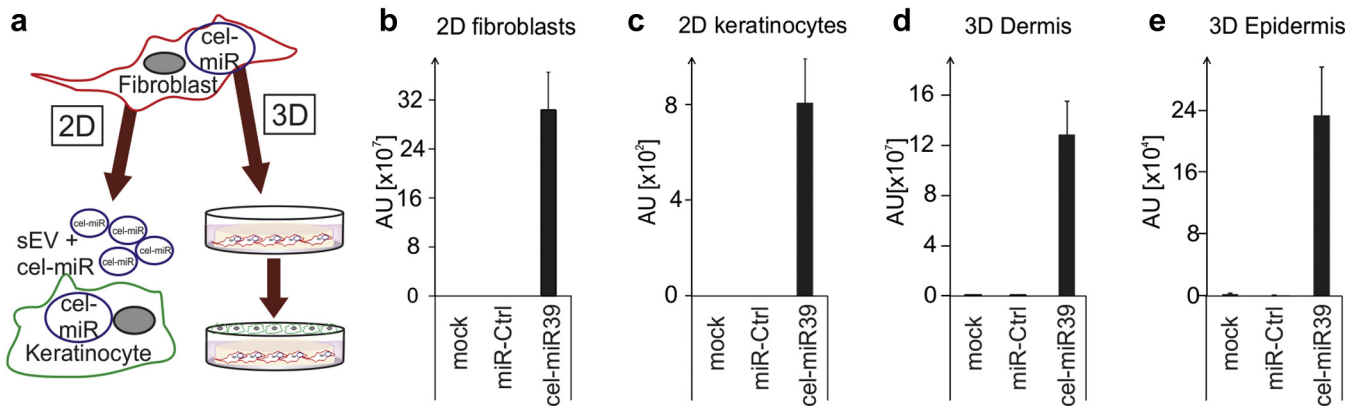 a
cel-
miR
Fibroblast
2D
3D
cel-miR
cel-miR
cel-miR
cel-miR
sEV +
cel-miR
cel-
miR
Keratinocyte
b
2D fibroblasts
AU [x10⁷]
32
24
16
8
0
mock
miR-Ctrl
cel-miR39
c
2D keratinocytes
AU [x10²]
8
4
0
mock
miR-Ctrl
cel-miR39
d
3D Dermis
AU[x10⁷]
16
12
8
4
0
mock
miR-Ctrl
cel-miR39
e
3D Epidermis
AU [x10⁴]
24
16
8
0
mock
miR-Ctrl
cel-miR39